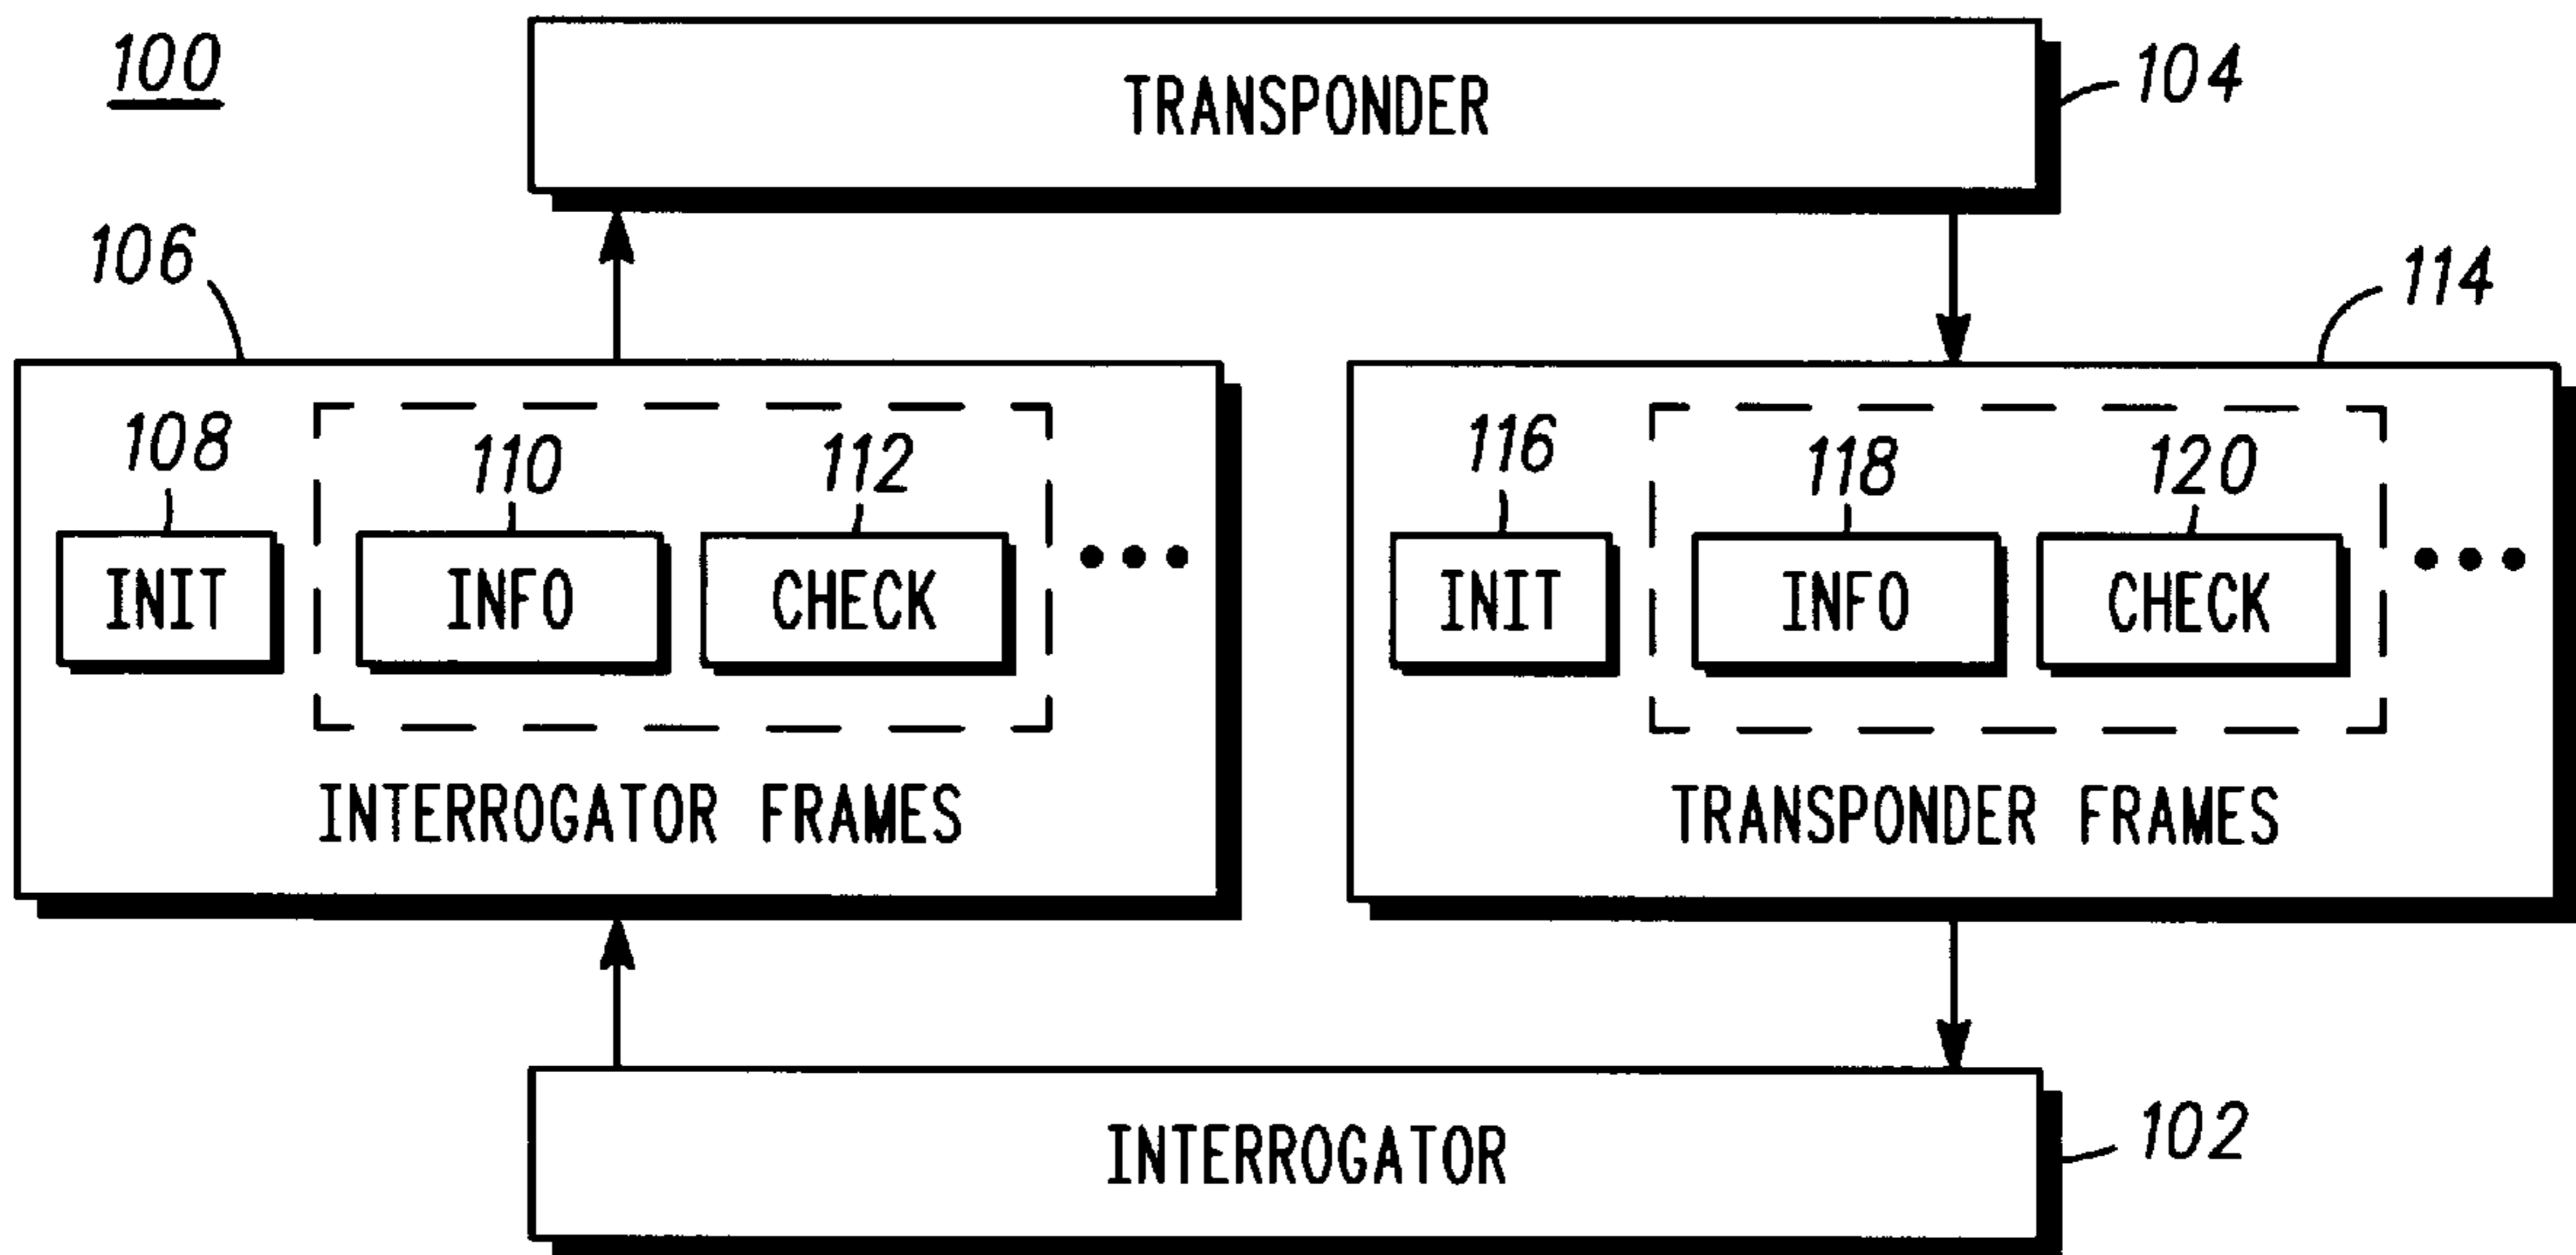 100
TRANSPONDER
104
106
114
108
110
112
116
118
120
INIT
INFO
CHECK
INIT
INFO
CHECK
INTERROGATOR FRAMES
TRANSPONDER FRAMES
INTERROGATOR
102